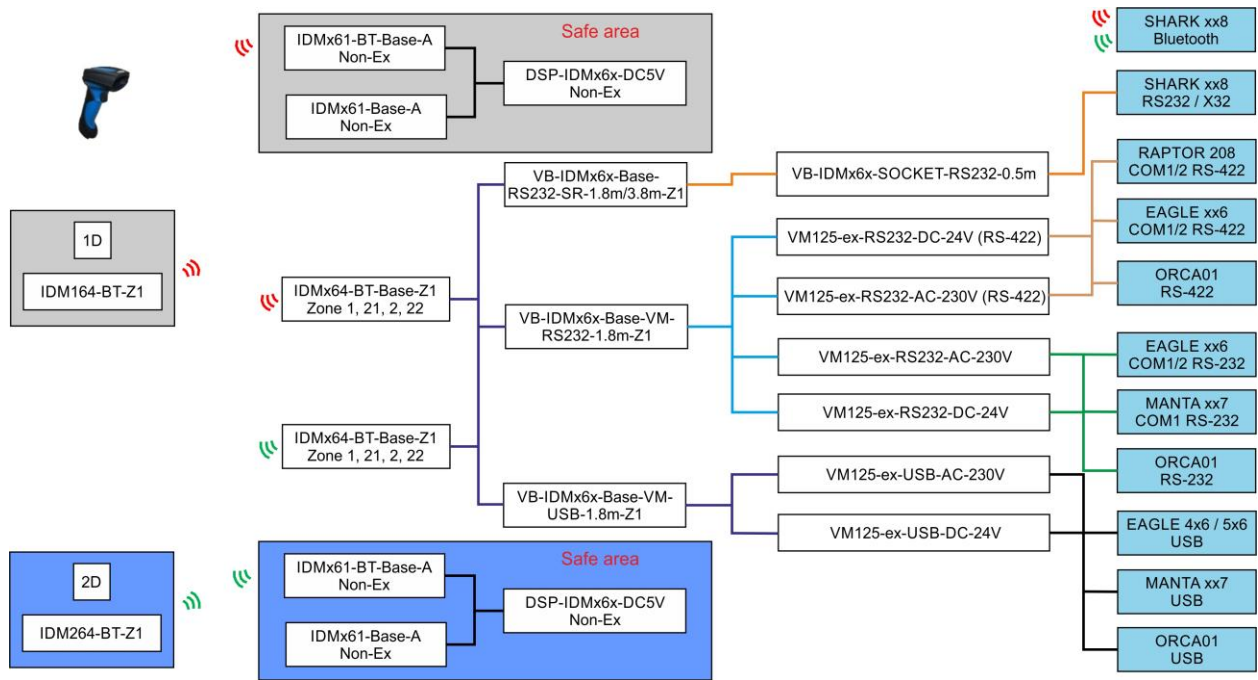 IDMx61-BT-Base-A
Non-Ex
Safe area
DSP-IDMx6x-DC5V
Non-Ex
IDMx61-Base-A
Non-Ex
SHARK xx8
Bluetooth
SHARK xx8
RS232 / X32
VB-IDMx6x-Base-
RS232-SR-1.8m/3.8m-Z1
VB-IDMx6x-SOCKET-RS232-0.5m
RAPTOR 208
COM1/2 RS-422
1D
IDM164-BT-Z1
VM125-ex-RS232-DC-24V (RS-422)
EAGLE xx6
COM1/2 RS-422
IDMx64-BT-Base-Z1
Zone 1, 21, 2, 22
VM125-ex-RS232-AC-230V (RS-422)
ORCA01
RS-422
VB-IDMx6x-Base-VM-
RS232-1.8m-Z1
VM125-ex-RS232-AC-230V
EAGLE xx6
COM1/2 RS-232
VM125-ex-RS232-DC-24V
MANTA xx7
COM1 RS-232
IDMx64-BT-Base-Z1
Zone 1, 21, 2, 22
VM125-ex-USB-AC-230V
ORCA01
RS-232
VB-IDMx6x-Base-VM-
USB-1.8m-Z1
VM125-ex-USB-DC-24V
EAGLE 4x6 / 5x6
USB
2D
IDM264-BT-Z1
IDMx61-BT-Base-A
Non-Ex
Safe area
DSP-IDMx6x-DC5V
Non-Ex
IDMx61-Base-A
Non-Ex
MANTA xx7
USB
ORCA01
USB